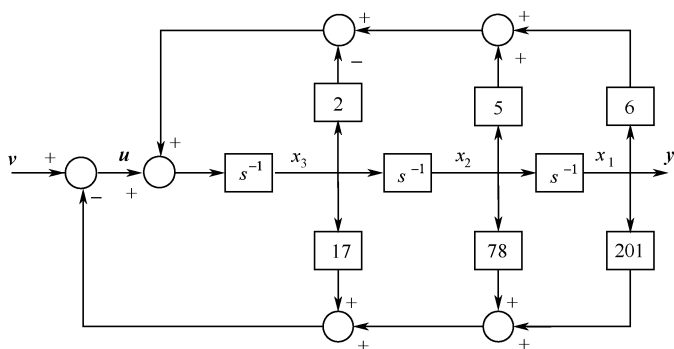 + +
− +
2 5 6
v + u + x₃ x₂ x₁ y
s⁻¹ s⁻¹ s⁻¹
− +
17 78 201
+ +
+ +